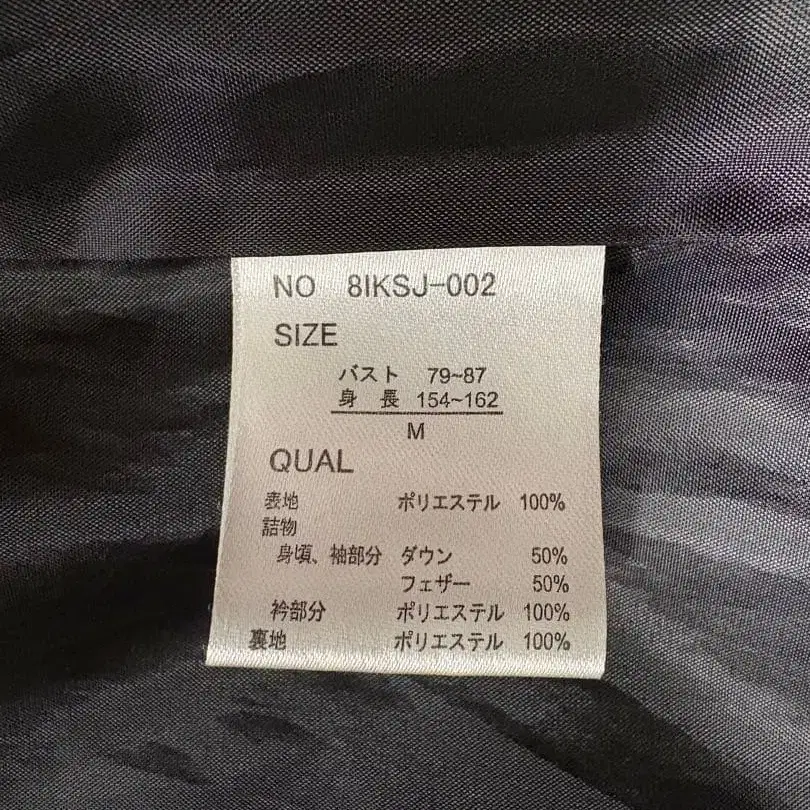 NO 8IKSJ-002
SIZE
バスト 79~87
身 長 154~162
M
QUAL
表地 ポリエステル 100%
詰物
身頃、袖部分 ダウン 50%
フェザー 50%
衿部分 ポリエステル 100%
裏地 ポリエステル 100%